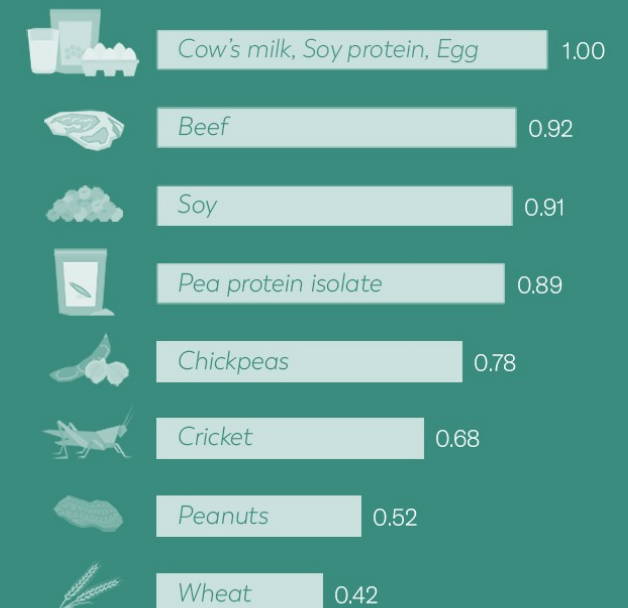 Cow's milk, Soy protein, Egg 1.00
Beef 0.92
Soy 0.91
Pea protein isolate 0.89
Chickpeas 0.78
Cricket 0.68
Peanuts 0.52
Wheat 0.42